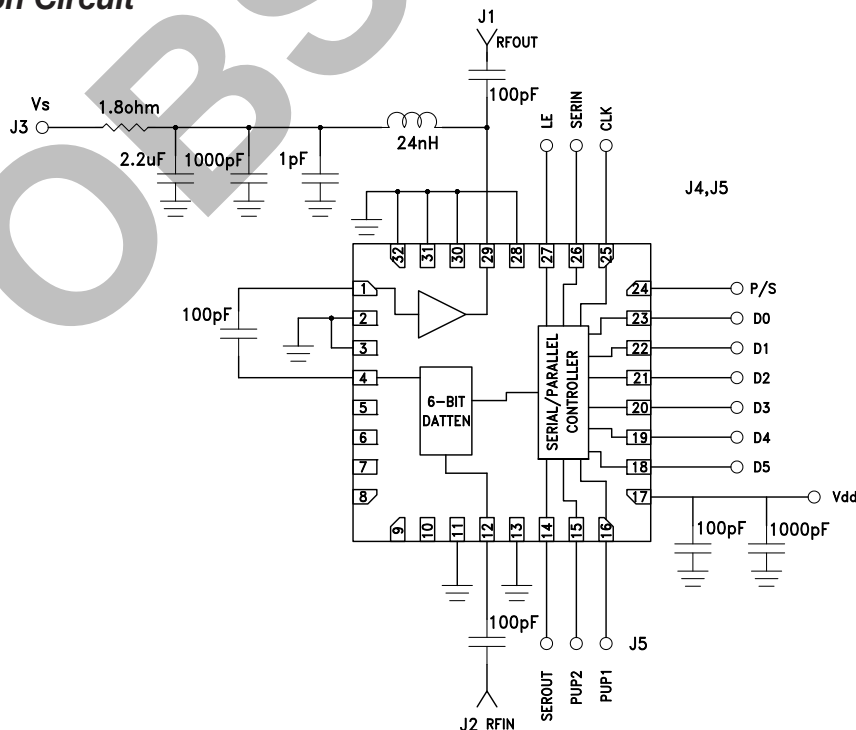 on Circuit
OBS
J1
RFOUT
100pF
Vs
J3
1.8ohm
24nH
2.2uF
1000pF
1pF
LE
SERIN
CLK
J4,J5
32
31
30
29
28
27
26
25
1
2
3
4
5
6
7
8
100pF
6-BIT
DATTEN
SERIAL/PARALLEL
CONTROLLER
24
P/S
23
D0
22
D1
21
D2
20
D3
19
D4
18
D5
17
Vdd
9
10
11
12
13
14
15
16
100pF
1000pF
100pF
SEROUT
PUP2
PUP1
J5
J2 RFIN